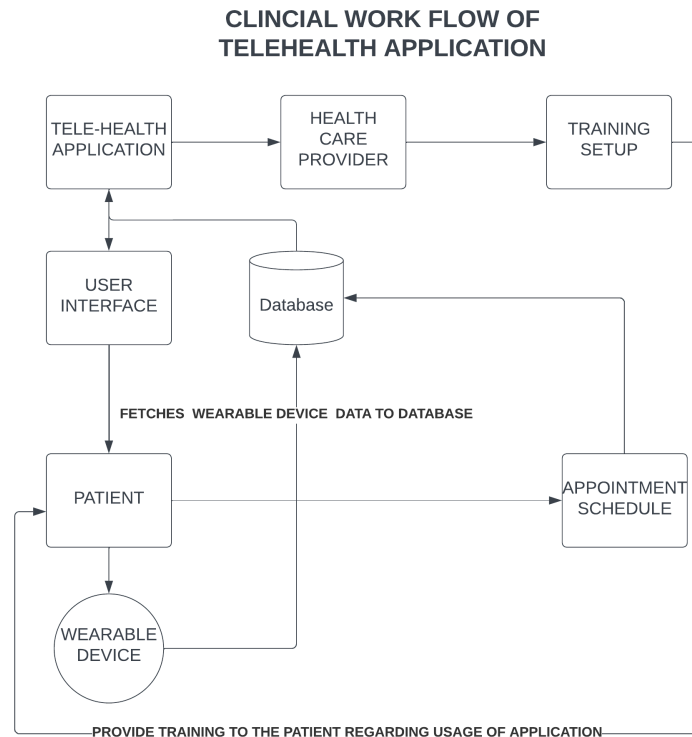 CLINCIAL WORK FLOW OF
TELEHEALTH APPLICATION
TELE-HEALTH
APPLICATION
HEALTH
CARE
PROVIDER
TRAINING
SETUP
USER
INTERFACE
Database
FETCHES  WEARABLE DEVICE  DATA TO DATABASE
PATIENT
APPOINTMENT
SCHEDULE
WEARABLE
DEVICE
PROVIDE TRAINING TO THE PATIENT REGARDING USAGE OF APPLICATION